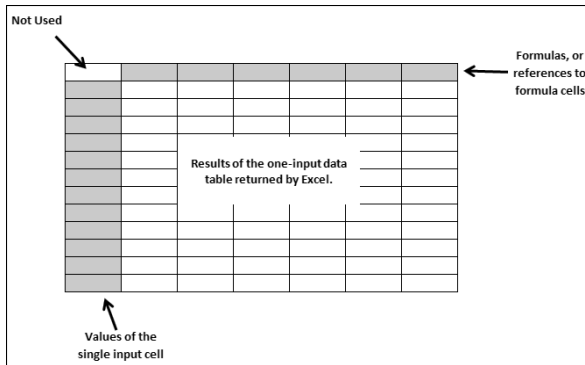 Not Used
Formulas, or
references to
formula cells
Results of the one-input data
table returned by Excel.
Values of the
single input cell